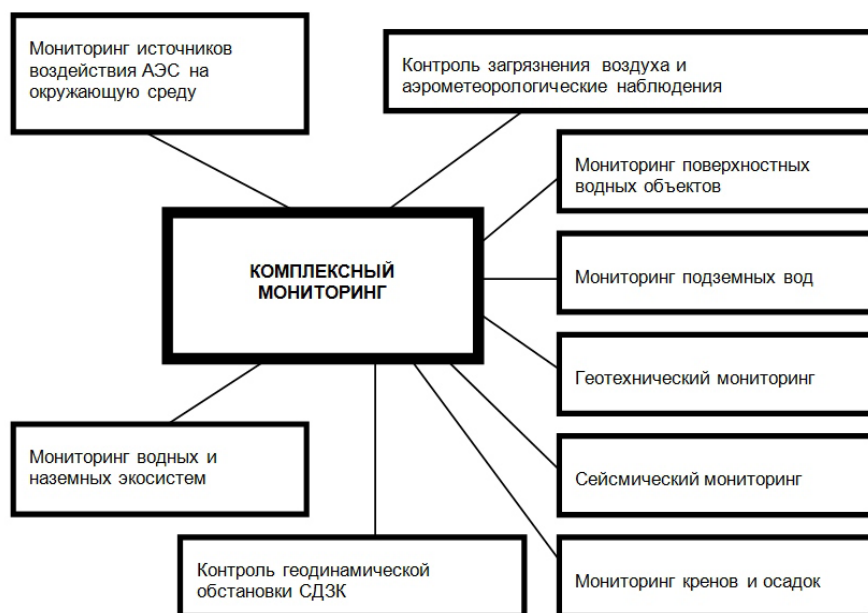 Мониторинг источников
воздействия АЭС на
окружающую среду
Контроль загрязнения воздуха и
аэрометеорологические наблюдения
Мониторинг поверхностных
водных объектов
КОМПЛЕКСНЫЙ
МОНИТОРИНГ
Мониторинг подземных вод
Геотехнический мониторинг
Мониторинг водных и
наземных экосистем
Сейсмический мониторинг
Контроль геодинамической
обстановки СДЗК
Мониторинг кренов и осадок